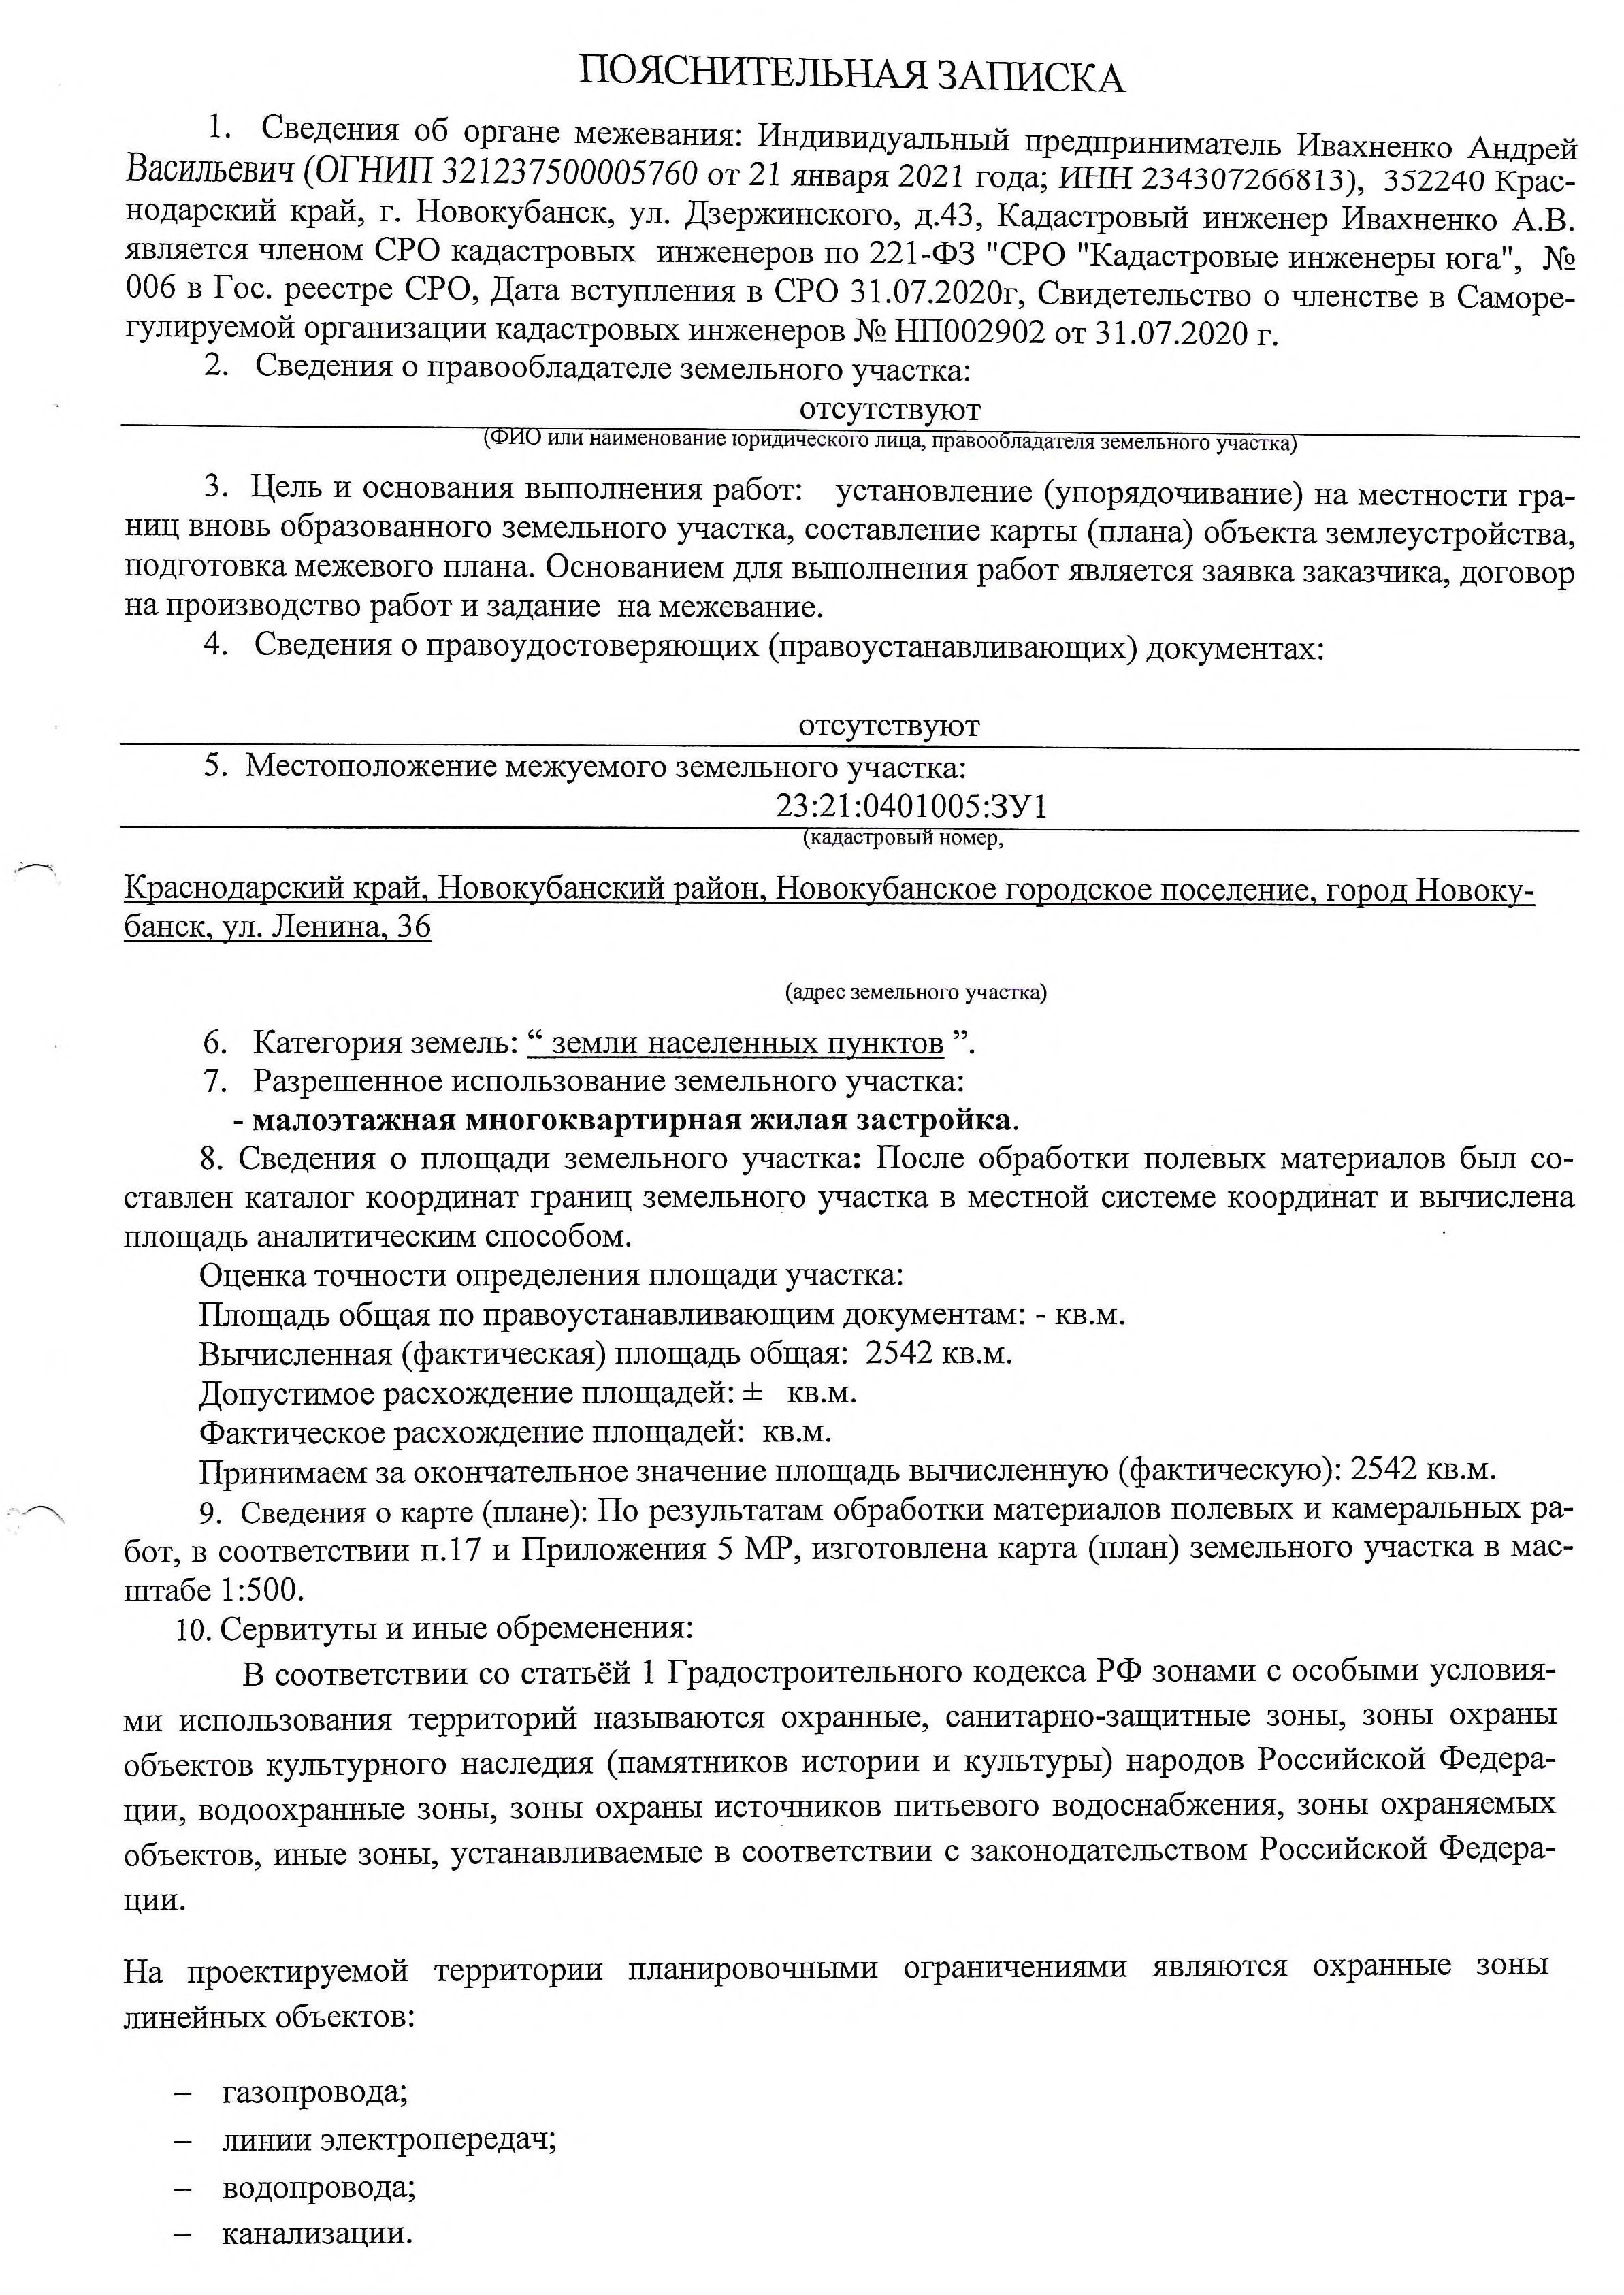 ПОЯСНИТЕЛЬНАЯ ЗАПИСКА
1. Сведения об органе межевания: Индивидуальный предприниматель Ивахненко Андрей
Васильевич (ОГНИП 321237500005760 от 21 января 2021 года; ИНН 234307266813), 352240 Крас-
нодарский край, г. Новокубанск, ул. Дзержинского, д.43, Кадастровый инженер Ивахненко А.В.
является членом СРО кадастровых инженеров по 221-ФЗ "СРО "Кадастровые инженеры юга", №
006 в Гос. реестре СРО, Дата вступления в СРО 31.07.2020г, Свидетельство о членстве в Саморе-
гулируемой организации кадастровых инженеров № НП002902 от 31.07.2020 г.
2. Сведения о правообладателе земельного участка:
отсутствуют
(ФИО или наименование юридического лица, правообладателя земельного участка)
3. Цель и основания выполнения работ: установление (упорядочивание) на местности гра-
ниц вновь образованного земельного участка, составление карты (плана) объекта землеустройства,
подготовка межевого плана. Основанием для выполнения работ является заявка заказчика, договор
на производство работ и задание на межевание.
4. Сведения о правоудостоверяющих (правоустанавливающих) документах:
отсутствуют
5. Местоположение межуемого земельного участка:
23:21:0401005:ЗУ1
(кадастровый номер,
Краснодарский край, Новокубанский район, Новокубанское городское поселение, город Новоку-
банск, ул. Ленина, 36
(адрес земельного участка)
6. Категория земель: “ земли населенных пунктов ”.
7. Разрешенное использование земельного участка:
- малоэтажная многоквартирная жилая застройка.
8. Сведения о площади земельного участка: После обработки полевых материалов был со-
ставлен каталог координат границ земельного участка в местной системе координат и вычислена
площадь аналитическим способом.
Оценка точности определения площади участка:
Площадь общая по правоустанавливающим документам: - кв.м.
Вычисленная (фактическая) площадь общая: 2542 кв.м.
Допустимое расхождение площадей: ± кв.м.
Фактическое расхождение площадей: кв.м.
Принимаем за окончательное значение площадь вычисленную (фактическую): 2542 кв.м.
9. Сведения о карте (плане): По результатам обработки материалов полевых и камеральных ра-
бот, в соответствии п.17 и Приложения 5 МР, изготовлена карта (план) земельного участка в мас-
штабе 1:500.
10. Сервитуты и иные обременения:
В соответствии со статьёй 1 Градостроительного кодекса РФ зонами с особыми условия-
ми использования территорий называются охранные, санитарно-защитные зоны, зоны охраны
объектов культурного наследия (памятников истории и культуры) народов Российской Федера-
ции, водоохранные зоны, зоны охраны источников питьевого водоснабжения, зоны охраняемых
объектов, иные зоны, устанавливаемые в соответствии с законодательством Российской Федера-
ции.
На проектируемой территории планировочными ограничениями являются охранные зоны
линейных объектов:
– газопровода;
– линии электропередач;
– водопровода;
– канализации.